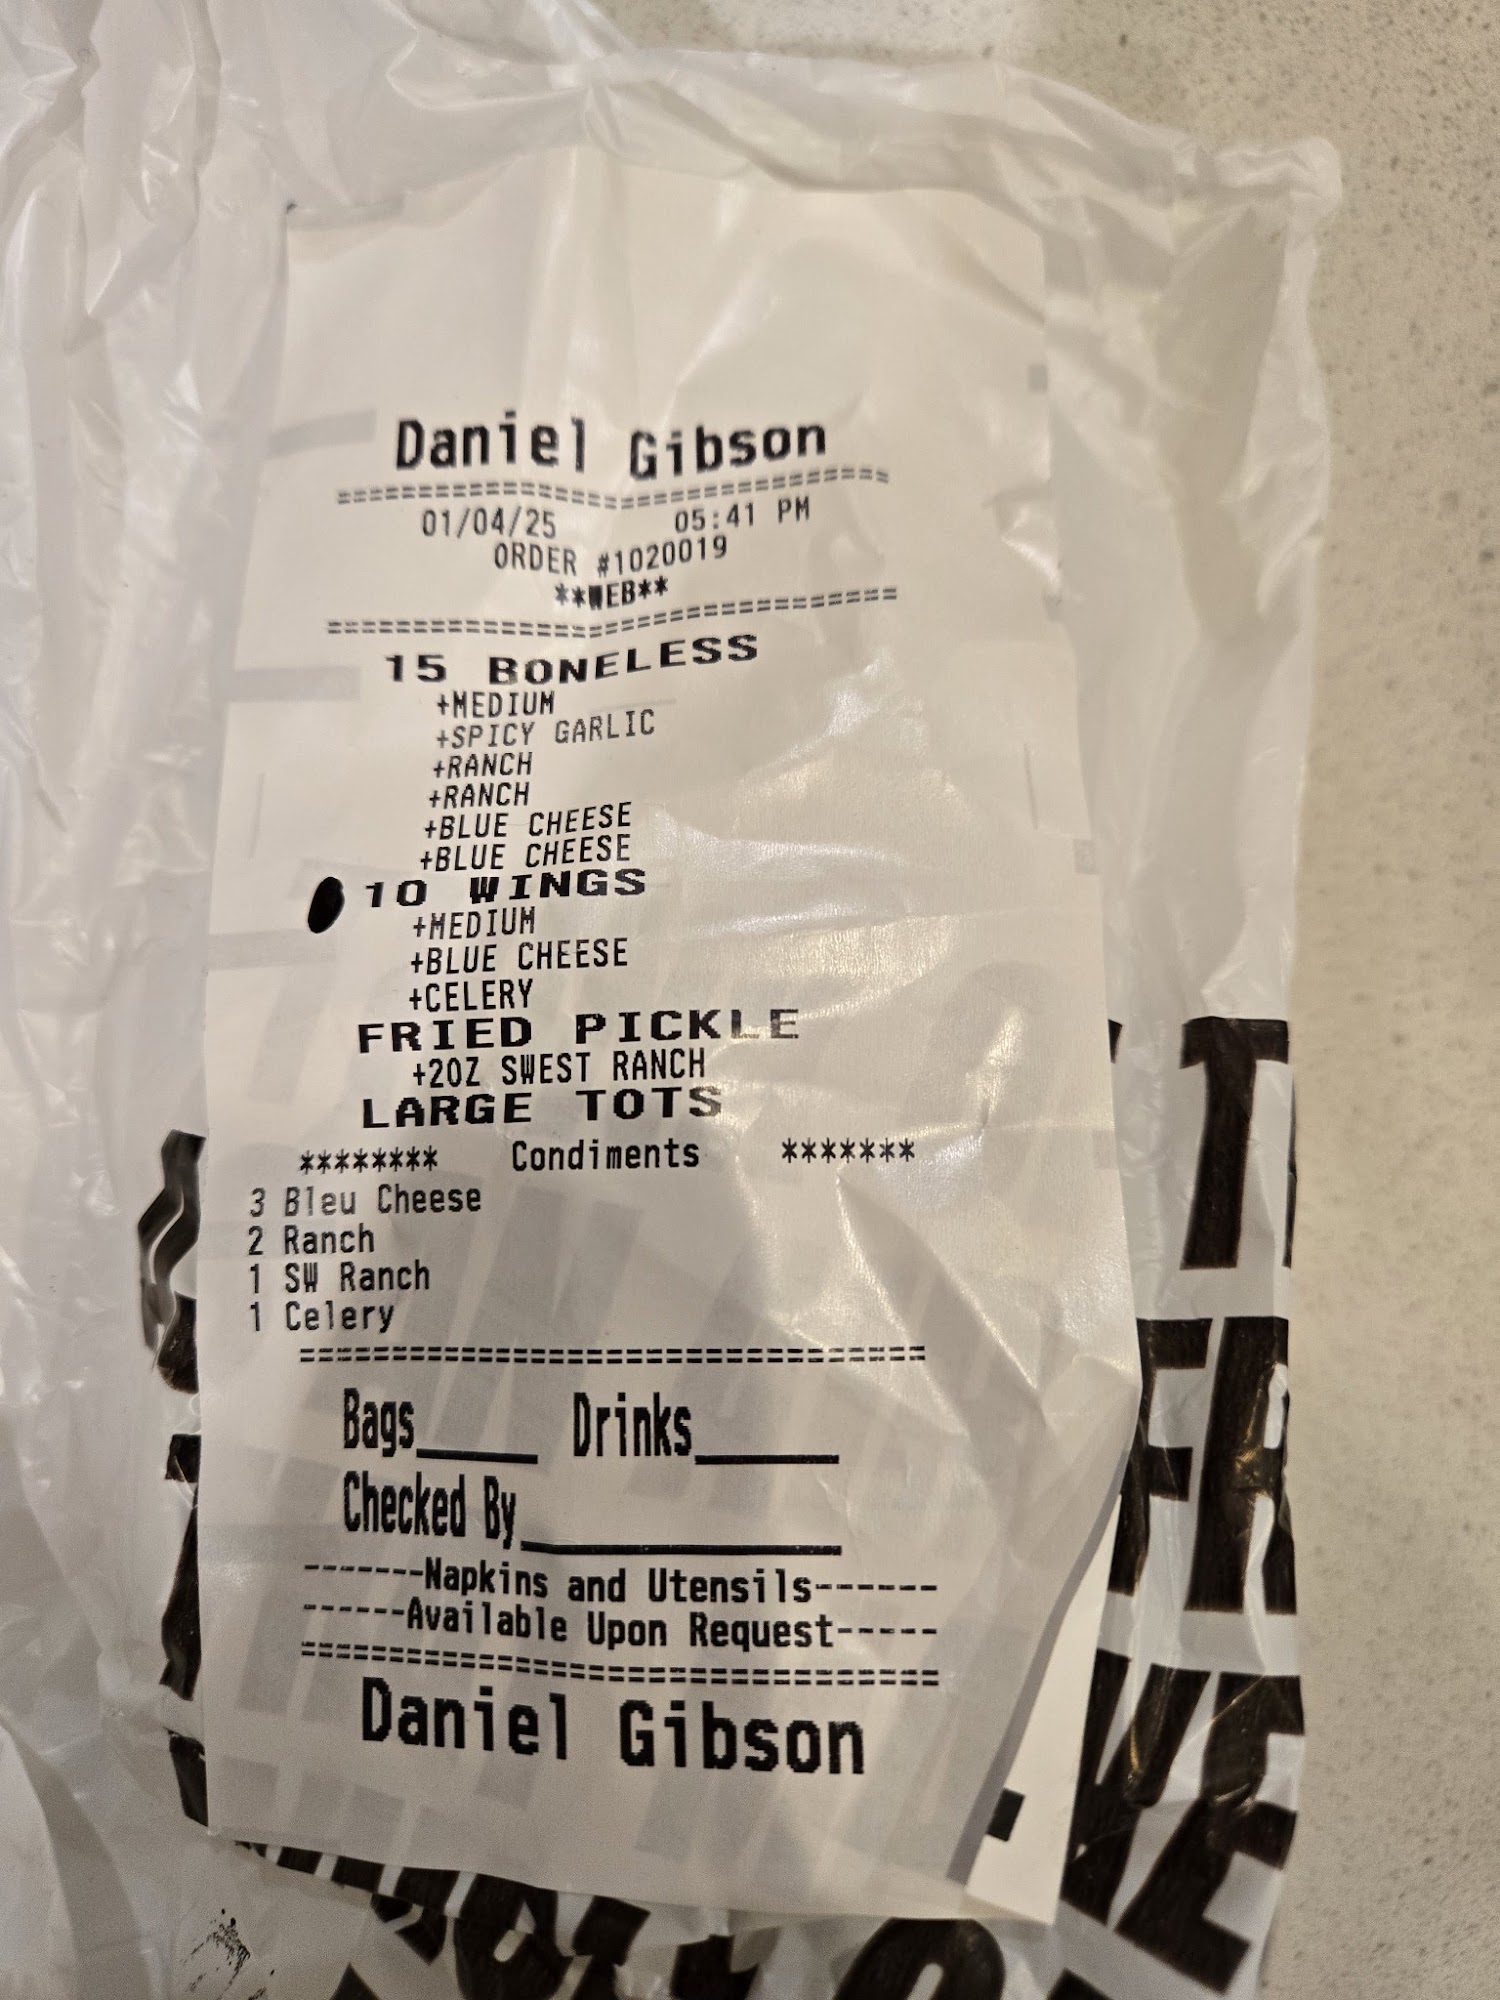 Daniel Gibson
==============================
01/04/25 05:41 PM
ORDER #1020019
**WEB**
==============================
15 BONELESS
+MEDIUM
+SPICY GARLIC
+RANCH
+RANCH
+BLUE CHEESE
+BLUE CHEESE
10 WINGS
+MEDIUM
+BLUE CHEESE
+CELERY
FRIED PICKLE
+2OZ SWEST RANCH
LARGE TOTS
******** Condiments *******
3 Bleu Cheese
2 Ranch
1 SW Ranch
1 Celery
==================================
Bags____ Drinks_____
Checked By___________
-------Napkins and Utensils------
------Available Upon Request-----
==================================
Daniel Gibson